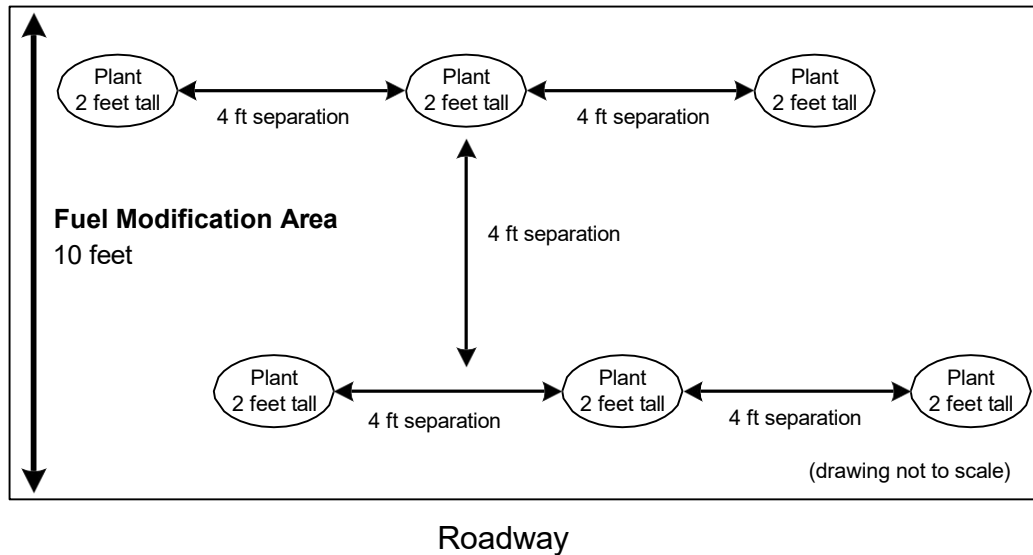 Plant
2 feet tall
Plant
2 feet tall
Plant
2 feet tall
4 ft separation
4 ft separation
Fuel Modification Area
10 feet
4 ft separation
Plant
2 feet tall
Plant
2 feet tall
Plant
2 feet tall
4 ft separation
4 ft separation
(drawing not to scale)
Roadway